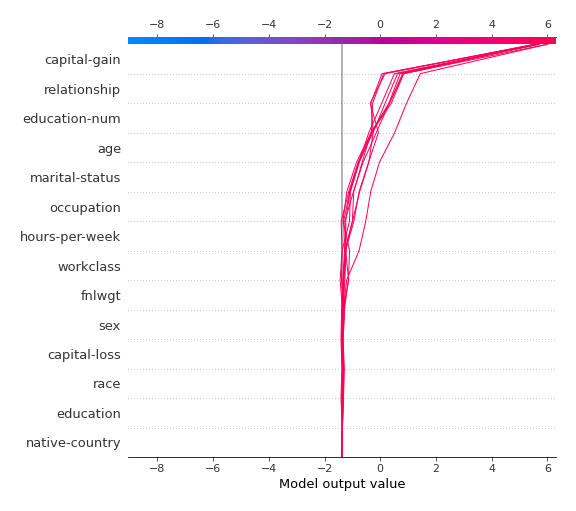 −8 −6 −4 −2 0 2 4 6
capital-gain
relationship
education-num
age
marital-status
occupation
hours-per-week
workclass
fnlwgt
sex
capital-loss
race
education
native-country
−8 −6 −4 −2 0 2 4 6
Model output value